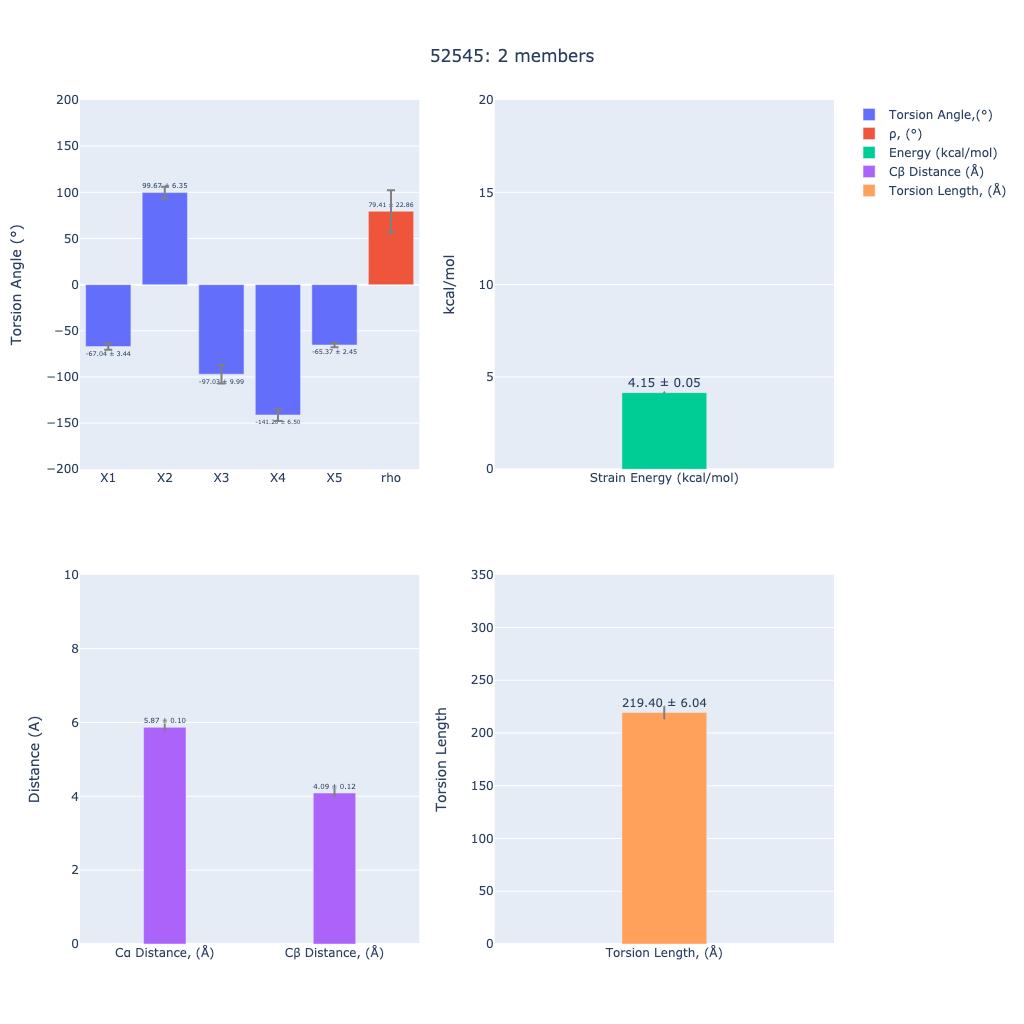 52545: 2 members
200
150
100
50
0
−50
−100
−150
−200
Torsion Angle (°)
-67.04 ± 3.44
99.67 ± 6.35
-97.03 ± 9.99
-65.37 ± 2.45
79.41 ± 22.86
X1 X2 X3 X4 X5 rho
20
15
10
5
0
kcal/mol
4.15 ± 0.05
Strain Energy (kcal/mol)
Torsion Angle,(°)
ρ, (°)
Energy (kcal/mol)
Cβ Distance (Å)
Torsion Length, (Å)
10
8
6
4
2
0
Distance (A)
5.87 ± 0.10
4.09 ± 0.12
Cα Distance, (Å) Cβ Distance, (Å)
350
300
250
200
150
100
50
0
Torsion Length
219.40 ± 6.04
Torsion Length, (Å)